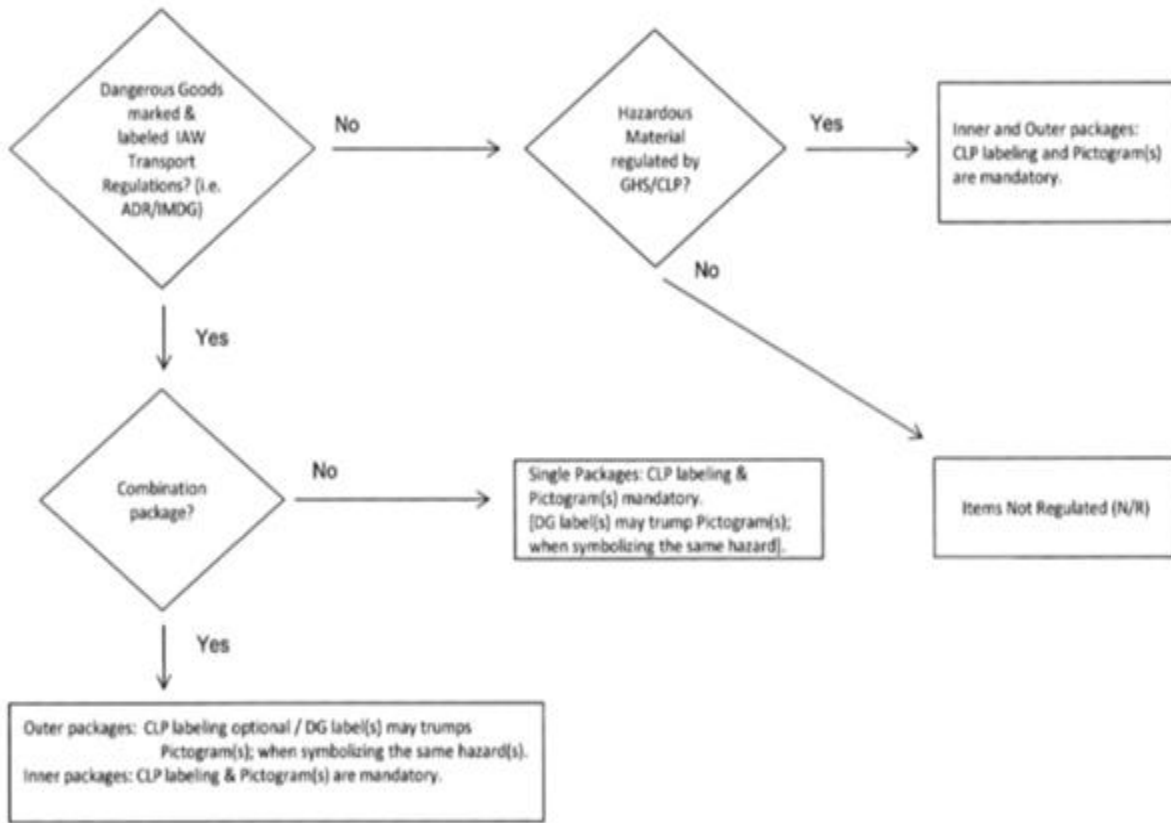 Dangerous Goods
marked &
labeled IAW
Transport
Regulations? (i.e.
ADR/IMDG)
No
Hazardous
Material
regulated by
GHS/CLP?
Yes
Inner and Outer packages:
CLP labeling and Pictogram(s)
are mandatory.
No
Yes
Combination
package?
No
Single Packages: CLP labeling &
Pictogram(s) mandatory.
[DG label(s) may trump Pictogram(s);
when symbolizing the same hazard].
Items Not Regulated (N/R)
Yes
Outer packages: CLP labeling optional / DG label(s) may trumps
Pictogram(s); when symbolizing the same hazard(s).
Inner packages: CLP labeling & Pictogram(s) are mandatory.